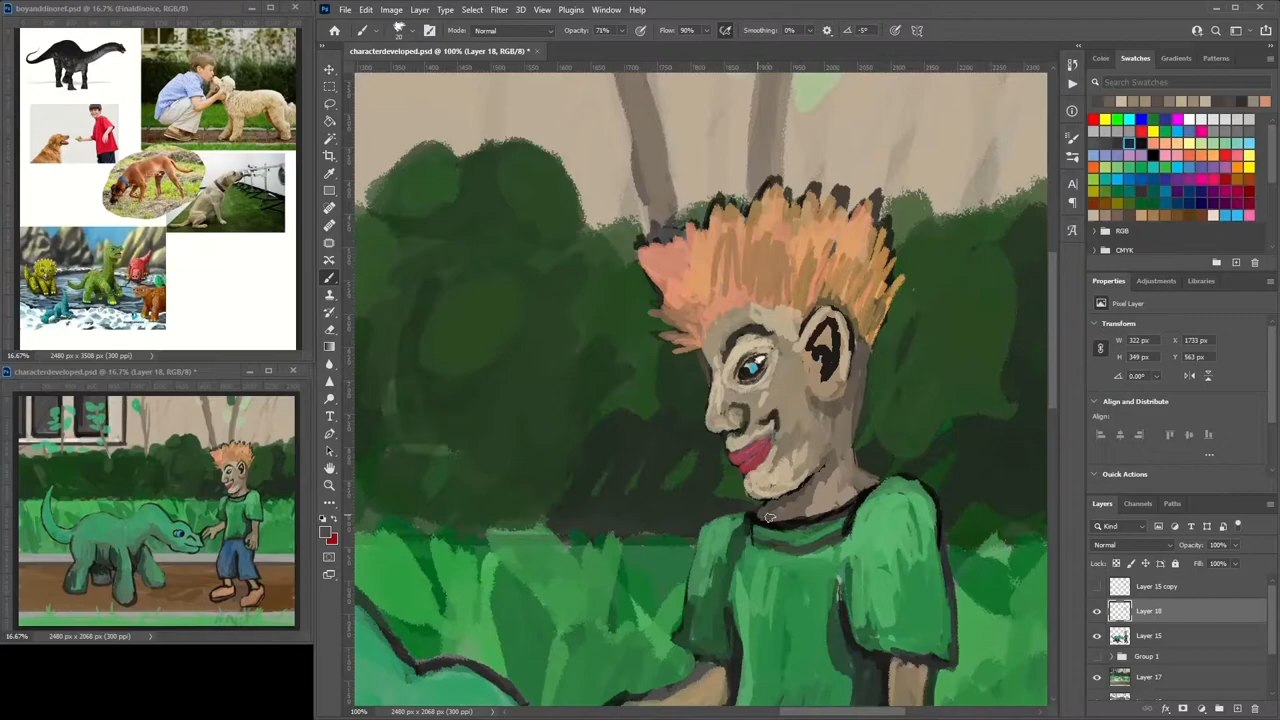 boyanddinoref.psd @ 16.7% (Finaldinoice, RGB/8)
16.67% 2480 px x 3508 px (300 ppi)
characterdeveloped.psd @ 16.7% (Layer 18, RGB/8) *
16.67% 2480 px x 2068 px (300 ppi)
File Edit Image Layer Type Select Filter 3D View Plugins Window Help
20 Mode: Normal Opacity: 71% Flow: 90% Smoothing: 0% -5°
characterdeveloped.psd @ 100% (Layer 18, RGB/8) *
100% 2480 px x 2068 px (300 ppi)
Color Swatches Gradients Patterns
Search Swatches
RGB
CMYK
Properties Adjustments Libraries
Pixel Layer
Transform
W 322 px X 1733 px
H 349 px Y 563 px
0.00°
Align and Distribute
Align:
Quick Actions
Layers Channels Paths
Kind
Normal Opacity: 100%
Lock: Fill: 100%
Layer 15 copy
Layer 18
Layer 15
Group 1
Layer 17